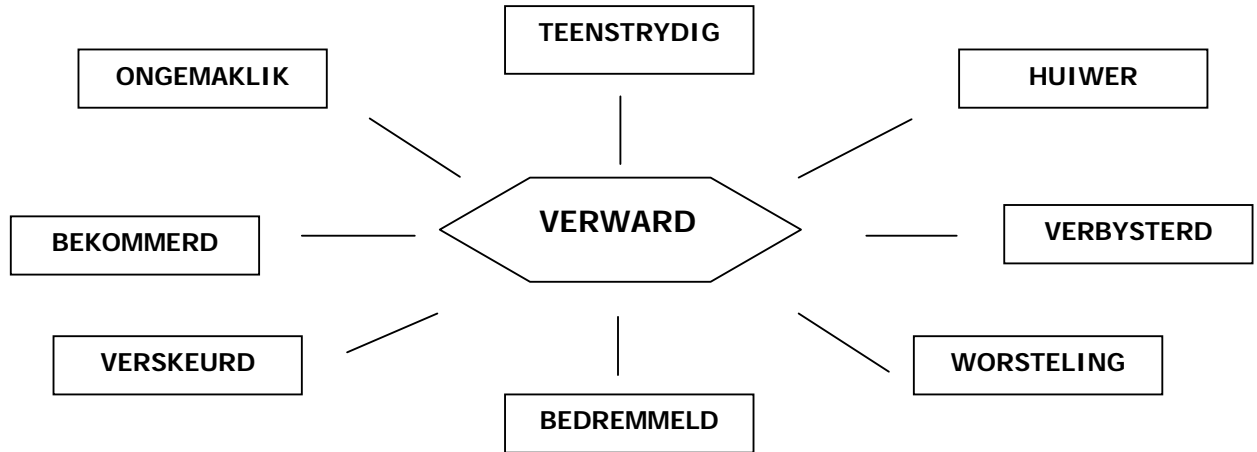 TEENSTRYDIG
ONGEMAKLIK
HUIWER
VERWARD
BEKOMMERD
VERBYSTERD
VERSKEURD
WORSTELING
BEDREMMELD